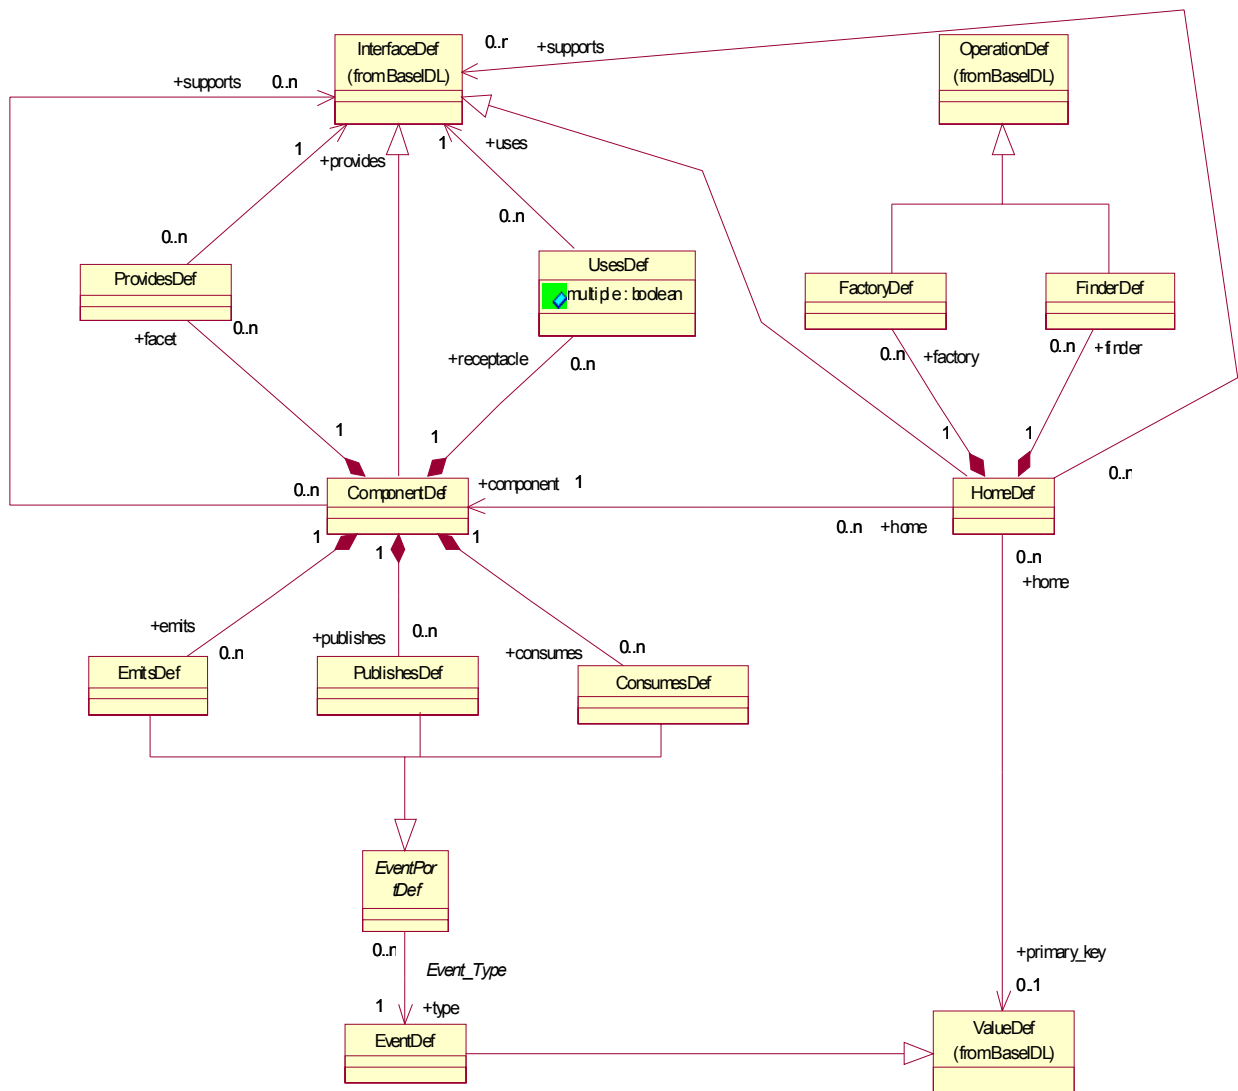 InterfaceDef
(from BaseIDL)
0..r
+supports
OperationDef
(from BaseIDL)
+supports
0..n
1
+provides
1
+uses
0..n
0..n
ProvidesDef
UsesDef
multiple : boolean
FactoryDef
FinderDef
+facet
0..n
+receptacle
0..n
0..n
+factory
0..n
+finder
1
1
1
1
0..n
ComponentDef
+component
1
HomeDef
0..n
0..n
+home
1
1
1
0..n
+home
+emits
0..n
+publishes
0..n
+consumes
0..n
EmitsDef
PublishesDef
ConsumesDef
EventPor
tDef
0..n
Event_Type
+primary_key
0..1
1
+type
EventDef
ValueDef
(from BaseIDL)